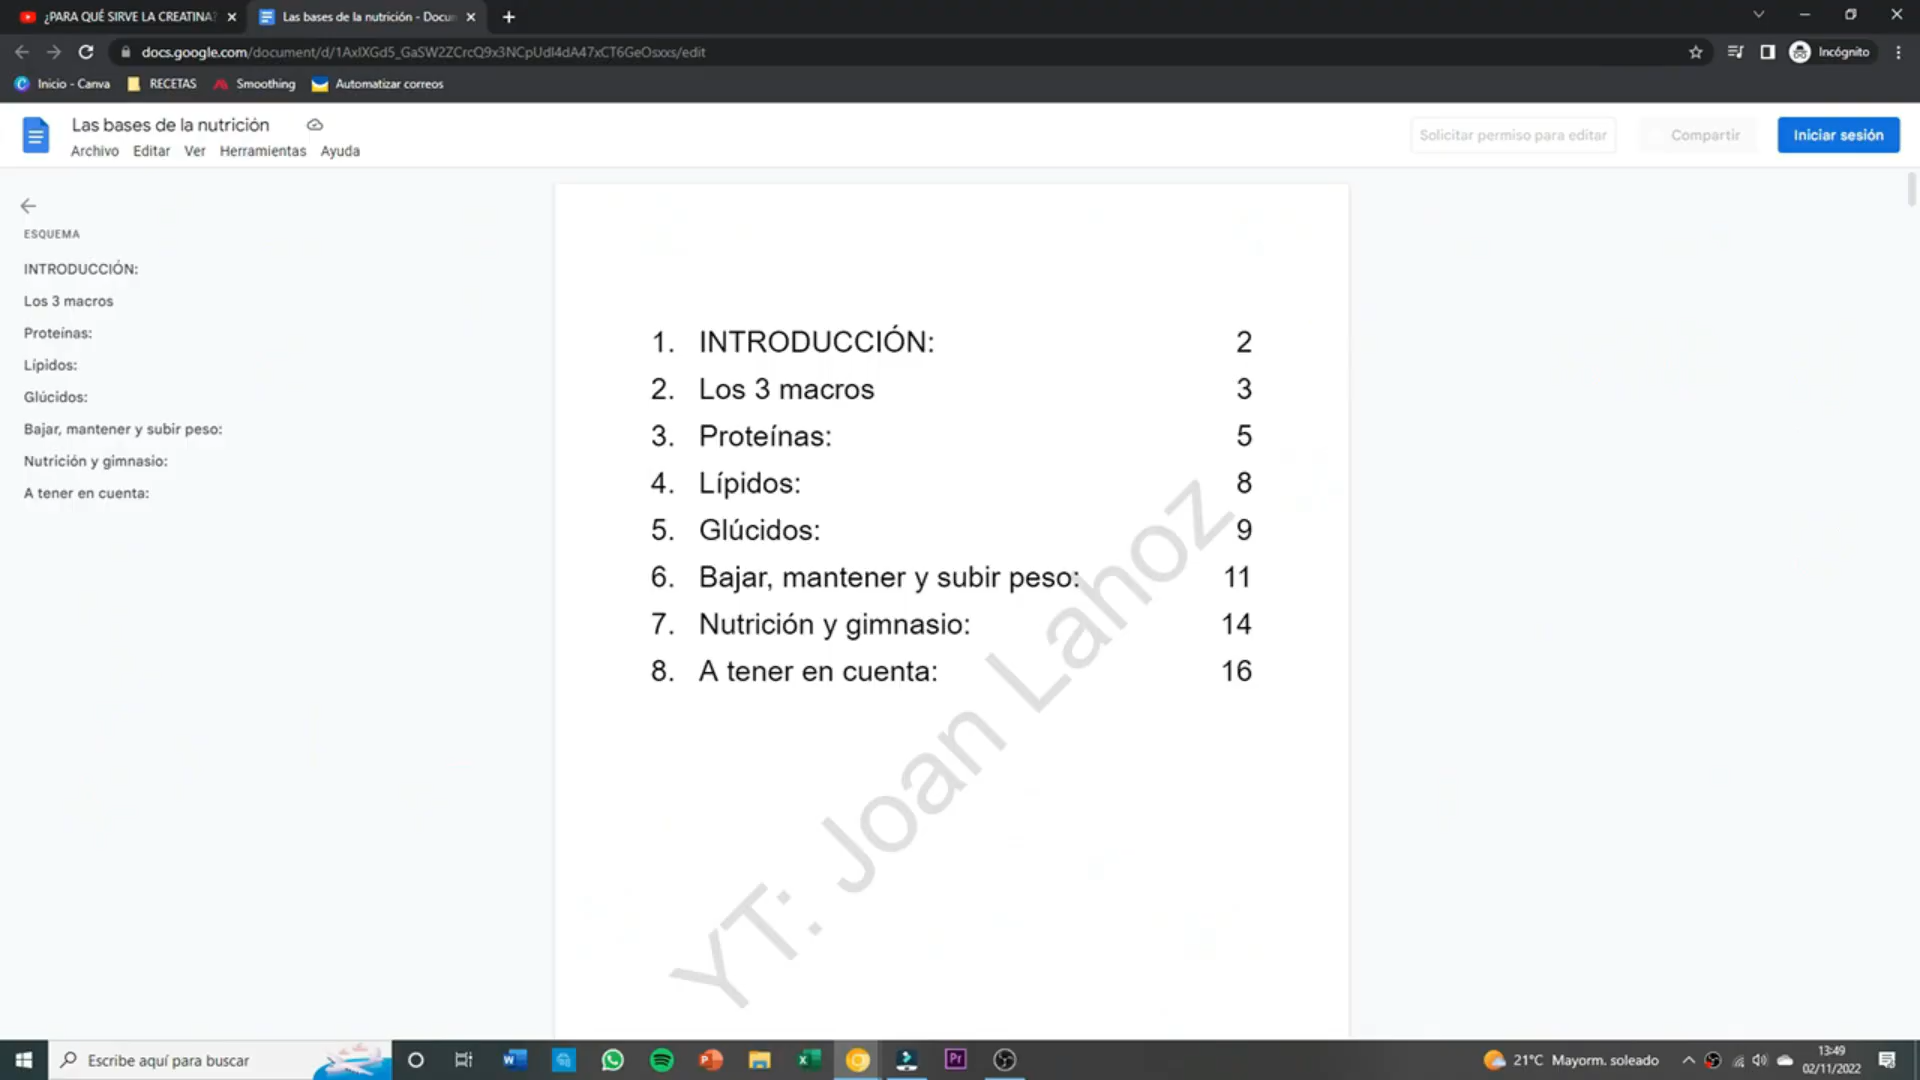 ¿PARA QUÉ SIRVE LA CREATINA?
Las bases de la nutrición - Docum
docs.google.com/document/d/1AxIXGd5_GaSW2ZCrcQ9x3NCpUdI4dA47xCT6GeOsxxs/edit
Incógnito
Inicio - Canva
RECETAS
Smoothing
Automatizar correos
Las bases de la nutrición
Archivo Editar Ver Herramientas Ayuda
Solicitar permiso para editar
Compartir
Iniciar sesión
ESQUEMA
INTRODUCCIÓN:
Los 3 macros
Proteínas:
Lípidos:
Glúcidos:
Bajar, mantener y subir peso:
Nutrición y gimnasio:
A tener en cuenta:
1. INTRODUCCIÓN: 2
2. Los 3 macros 3
3. Proteínas: 5
4. Lípidos: 8
5. Glúcidos: 9
6. Bajar, mantener y subir peso: 11
7. Nutrición y gimnasio: 14
8. A tener en cuenta: 16
YT: Joan Lahoz
Escribe aquí para buscar
21°C Mayorm. soleado
13:49
02/11/2022